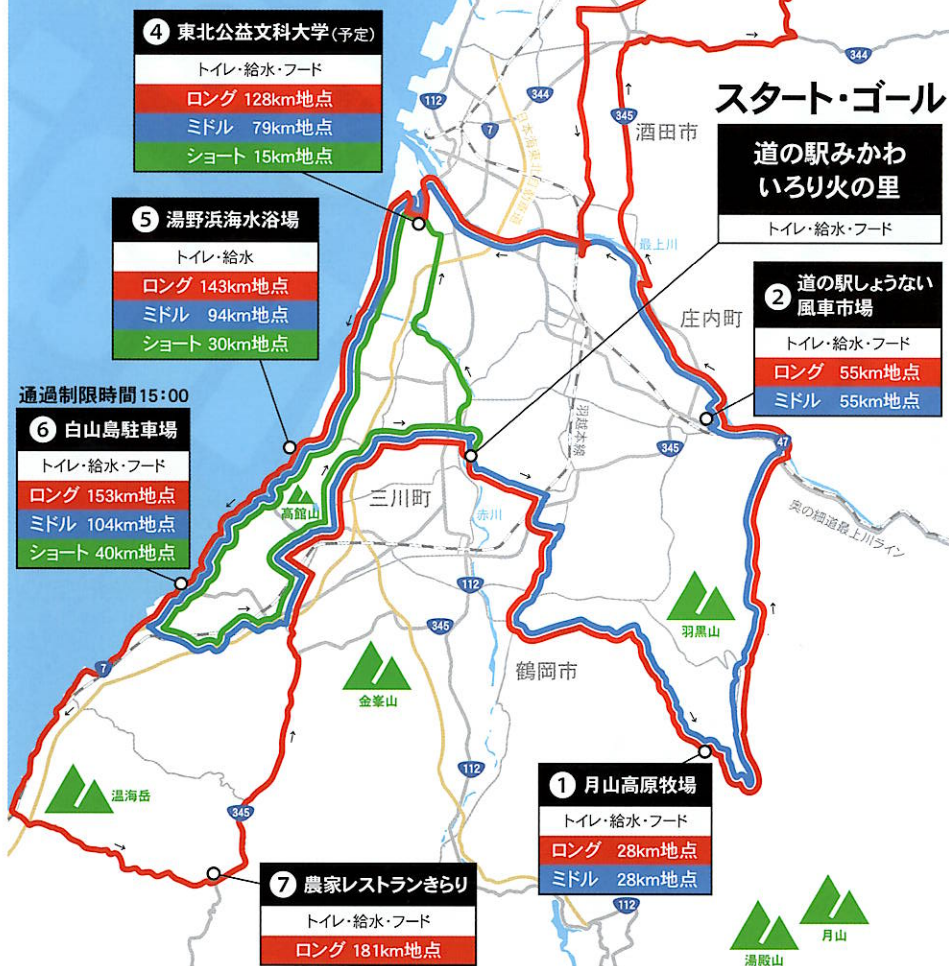 4 東北公益文科大学(予定)
トイレ・給水・フード
ロング 128km地点
ミドル 79km地点
ショート 15km地点
5 湯野浜海水浴場
トイレ・給水
ロング 143km地点
ミドル 94km地点
ショート 30km地点
通過制限時間15:00
6 白山島駐車場
トイレ・給水・フード
ロング 153km地点
ミドル 104km地点
ショート 40km地点
スタート・ゴール
道の駅みかわ
いろり火の里
トイレ・給水・フード
2 道の駅しょうない
風車市場
トイレ・給水・フード
ロング 55km地点
ミドル 55km地点
1 月山高原牧場
トイレ・給水・フード
ロング 28km地点
ミドル 28km地点
7 農家レストランきらり
トイレ・給水・フード
ロング 181km地点
344
112
344
7
345
酒田市
最上川
庄内町
羽越本線
345
47
奥の細道最上川ライン
三川町
赤川
高館山
112
羽黒山
345
鶴岡市
金峯山
7
温海岳
345
112
112
湯殿山
月山